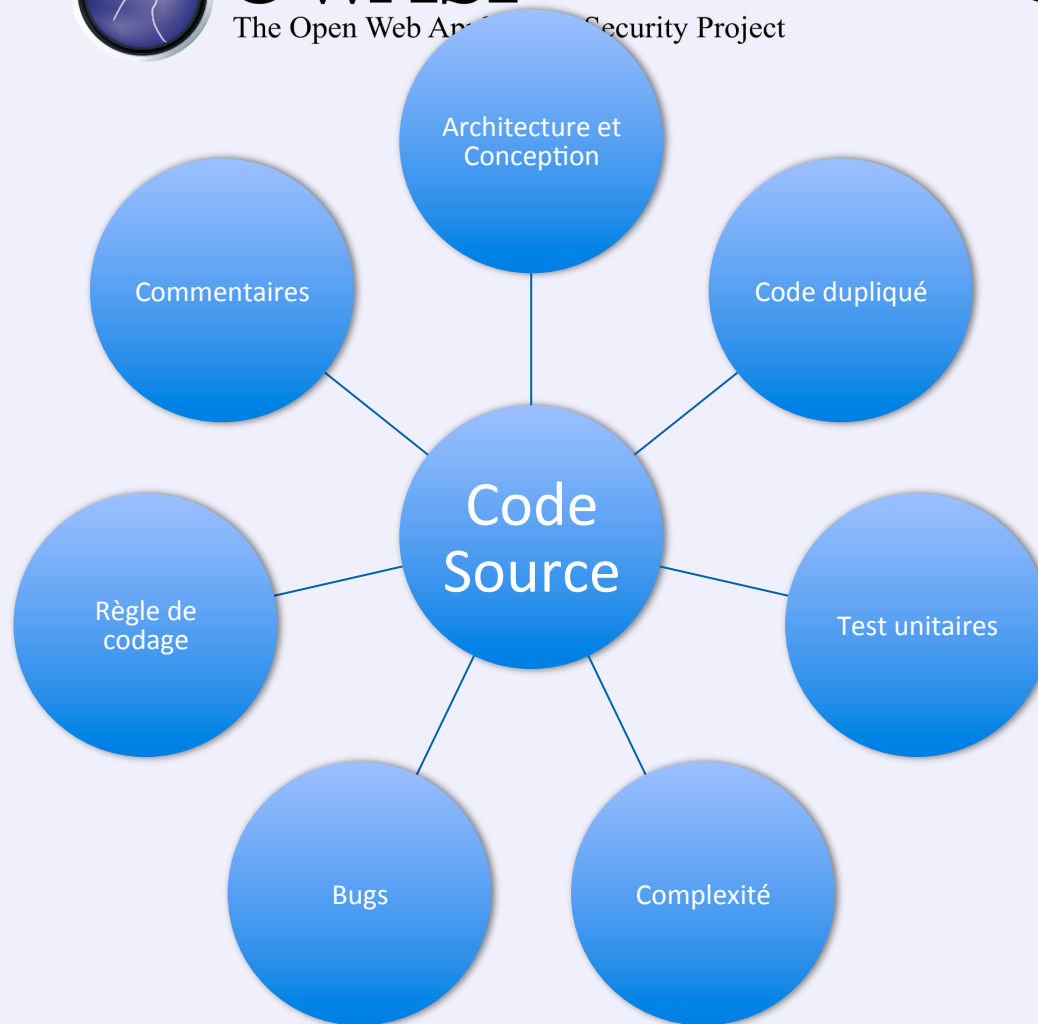 The Open Web Security Project
Architecture et
Conception
Commentaires
Code dupliqué
Code
Source
Règle de
codage
Test unitaires
Bugs
Complexité